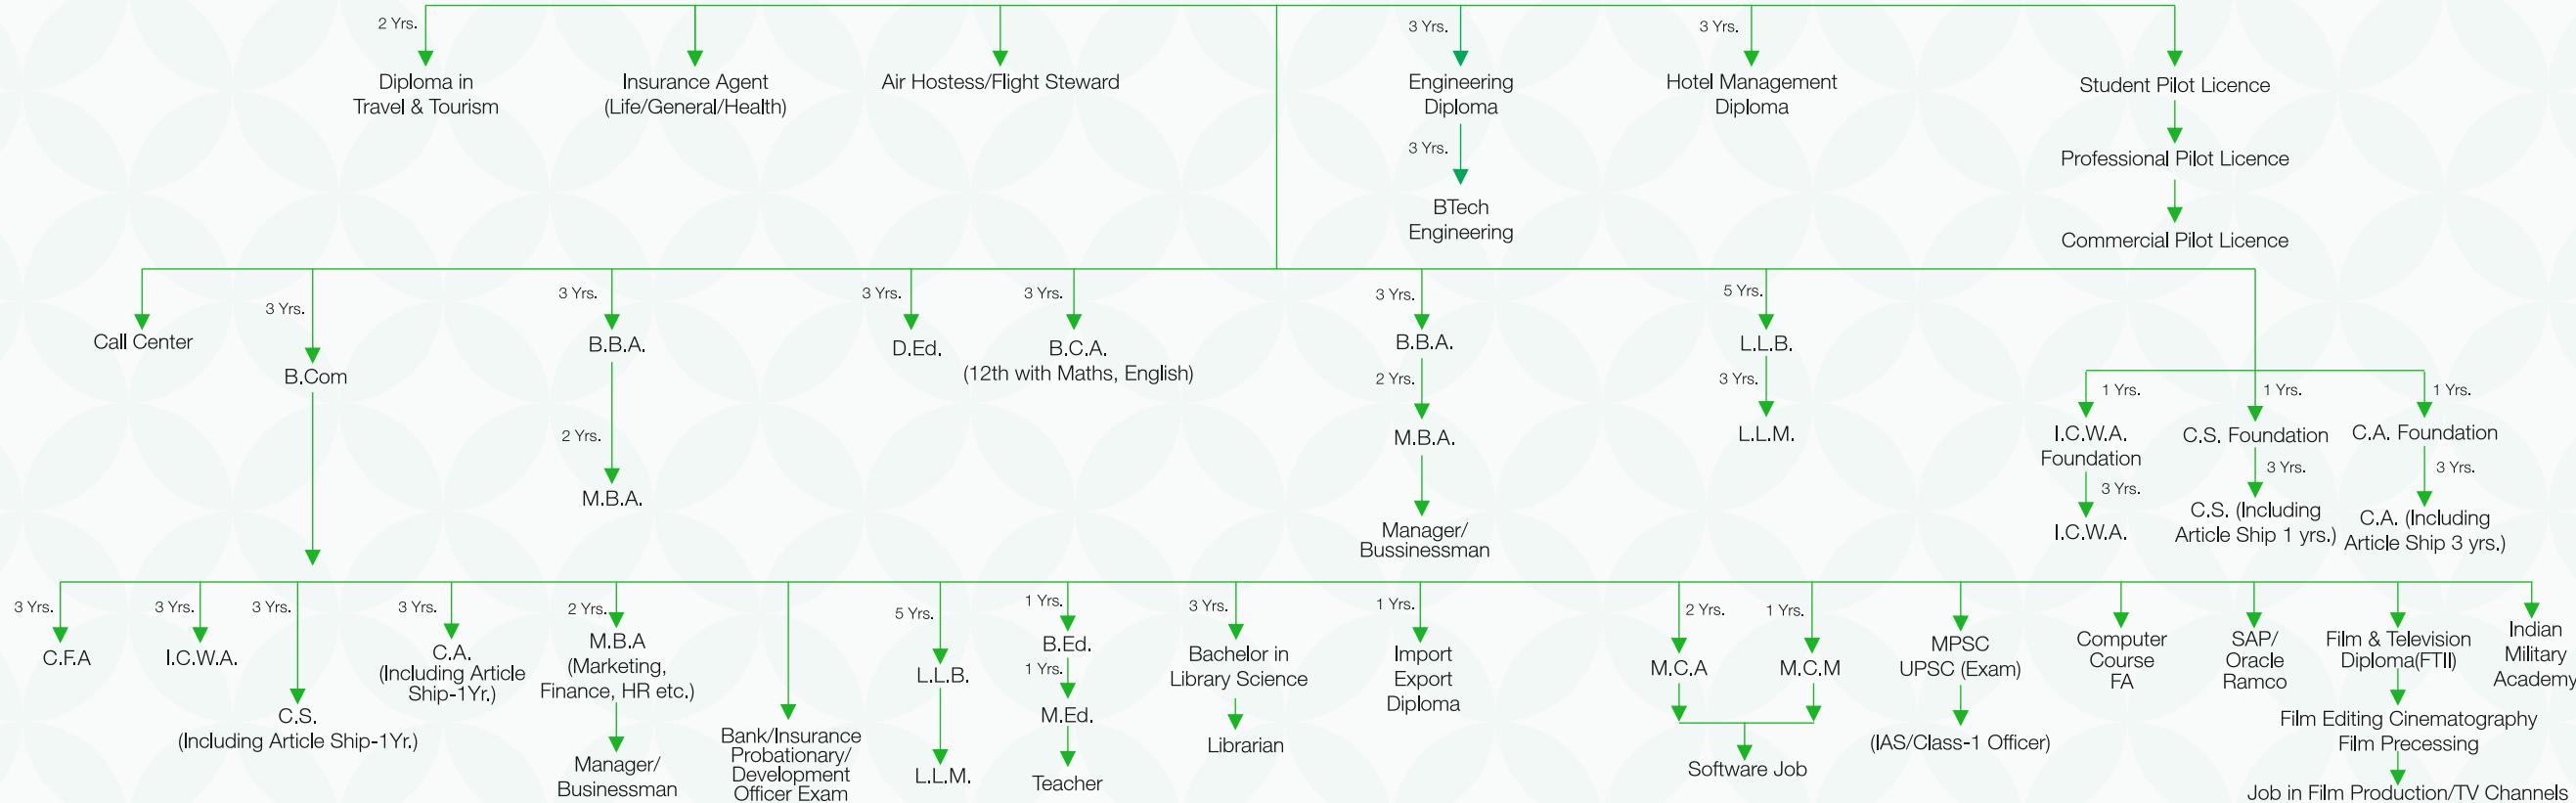 2 Yrs.
Diploma in
Travel & Tourism
Insurance Agent
(Life/General/Health)
Air Hostess/Flight Steward
3 Yrs.
Engineering
Diploma
3 Yrs.
BTech
Engineering
3 Yrs.
Hotel Management
Diploma
Student Pilot Licence
Professional Pilot Licence
Commercial Pilot Licence
Call Center
3 Yrs.
B.Com
3 Yrs.
B.B.A.
2 Yrs.
M.B.A.
3 Yrs.
D.Ed.
3 Yrs.
B.C.A.
(12th with Maths, English)
3 Yrs.
B.B.A.
2 Yrs.
M.B.A.
Manager/
Bussinessman
5 Yrs.
L.L.B.
3 Yrs.
L.L.M.
1 Yrs.
I.C.W.A.
Foundation
3 Yrs.
I.C.W.A.
1 Yrs.
C.S. Foundation
3 Yrs.
C.S. (Including
Article Ship 1 yrs.)
1 Yrs.
C.A. Foundation
3 Yrs.
C.A. (Including
Article Ship 3 yrs.)
3 Yrs.
C.F.A
3 Yrs.
I.C.W.A.
3 Yrs.
C.S.
(Including Article Ship-1Yr.)
3 Yrs.
C.A.
(Including Article
Ship-1Yr.)
2 Yrs.
M.B.A
(Marketing,
Finance, HR etc.)
Manager/
Businessman
Bank/Insurance
Probationary/
Development
Officer Exam
5 Yrs.
L.L.B.
L.L.M.
1 Yrs.
B.Ed.
1 Yrs.
M.Ed.
Teacher
3 Yrs.
Bachelor in
Library Science
Librarian
1 Yrs.
Import
Export
Diploma
2 Yrs.
M.C.A
1 Yrs.
M.C.M
Software Job
MPSC
UPSC (Exam)
(IAS/Class-1 Officer)
Computer
Course
FA
SAP/
Oracle
Ramco
Film & Television
Diploma(FTII)
Film Editing Cinematography
Film Precessing
Job in Film Production/TV Channels
Indian
Military
Academy